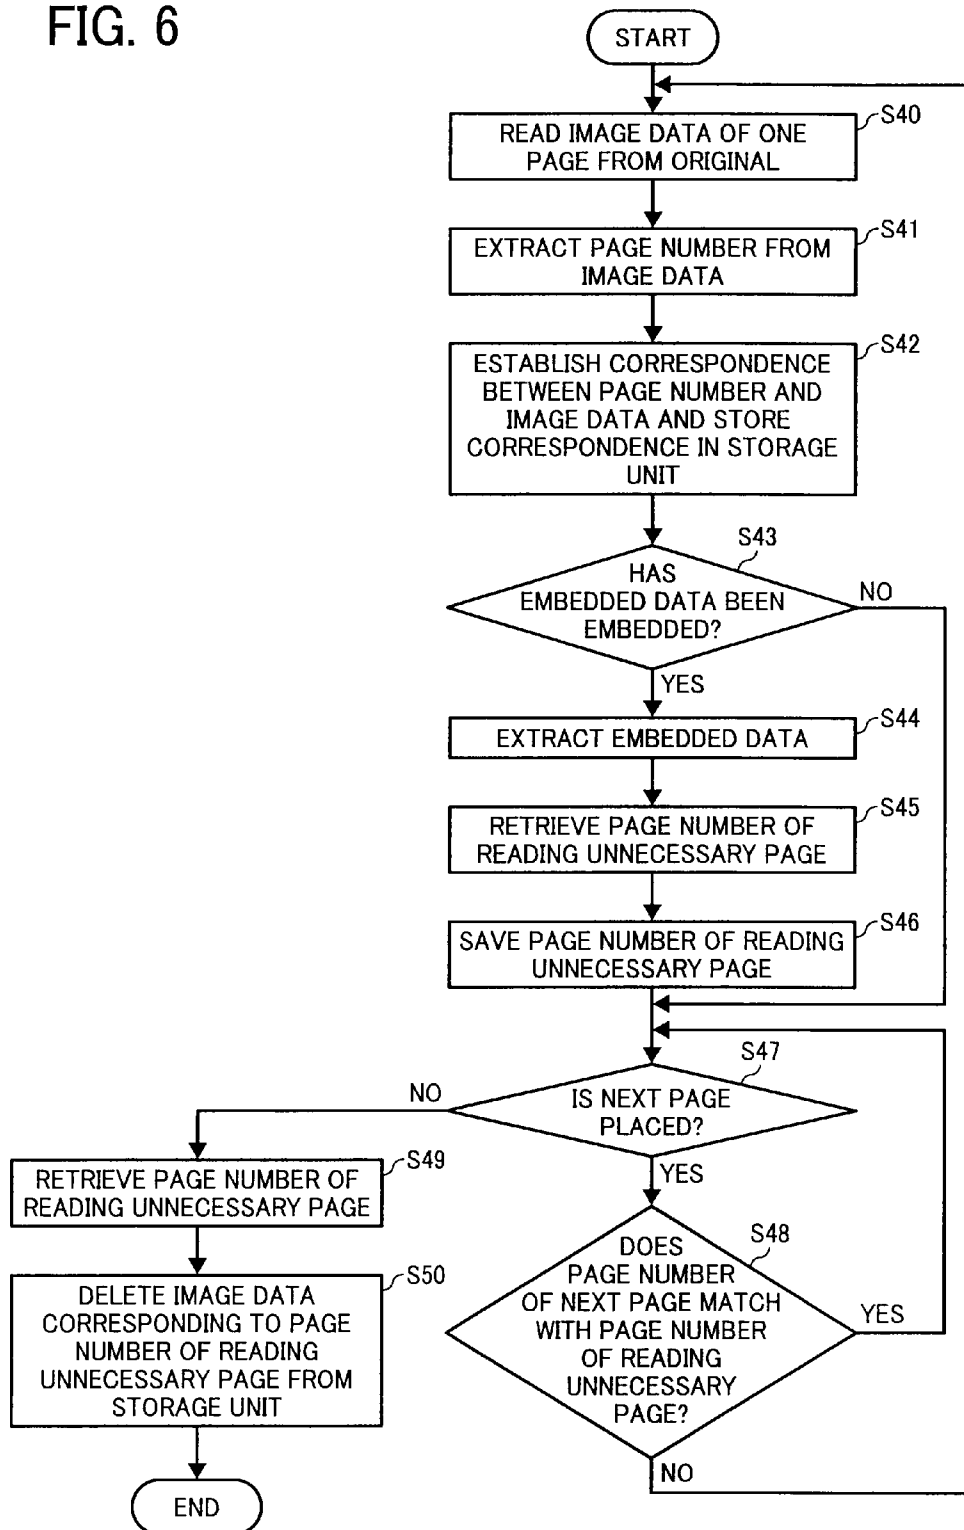 FIG. 6
START
S40
READ IMAGE DATA OF ONE
PAGE FROM ORIGINAL
S41
EXTRACT PAGE NUMBER FROM
IMAGE DATA
S42
ESTABLISH CORRESPONDENCE
BETWEEN PAGE NUMBER AND
IMAGE DATA AND STORE
CORRESPONDENCE IN STORAGE
UNIT
S43
HAS
EMBEDDED DATA BEEN
EMBEDDED?
NO
YES
S44
EXTRACT EMBEDDED DATA
S45
RETRIEVE PAGE NUMBER OF
READING UNNECESSARY PAGE
S46
SAVE PAGE NUMBER OF READING
UNNECESSARY PAGE
S47
IS NEXT PAGE
PLACED?
NO
YES
S49
RETRIEVE PAGE NUMBER OF
READING UNNECESSARY PAGE
S50
DELETE IMAGE DATA
CORRESPONDING TO PAGE
NUMBER OF READING
UNNECESSARY PAGE FROM
STORAGE UNIT
END
S48
DOES
PAGE NUMBER
OF NEXT PAGE MATCH
WITH PAGE NUMBER
OF READING
UNNECESSARY
PAGE?
YES
NO